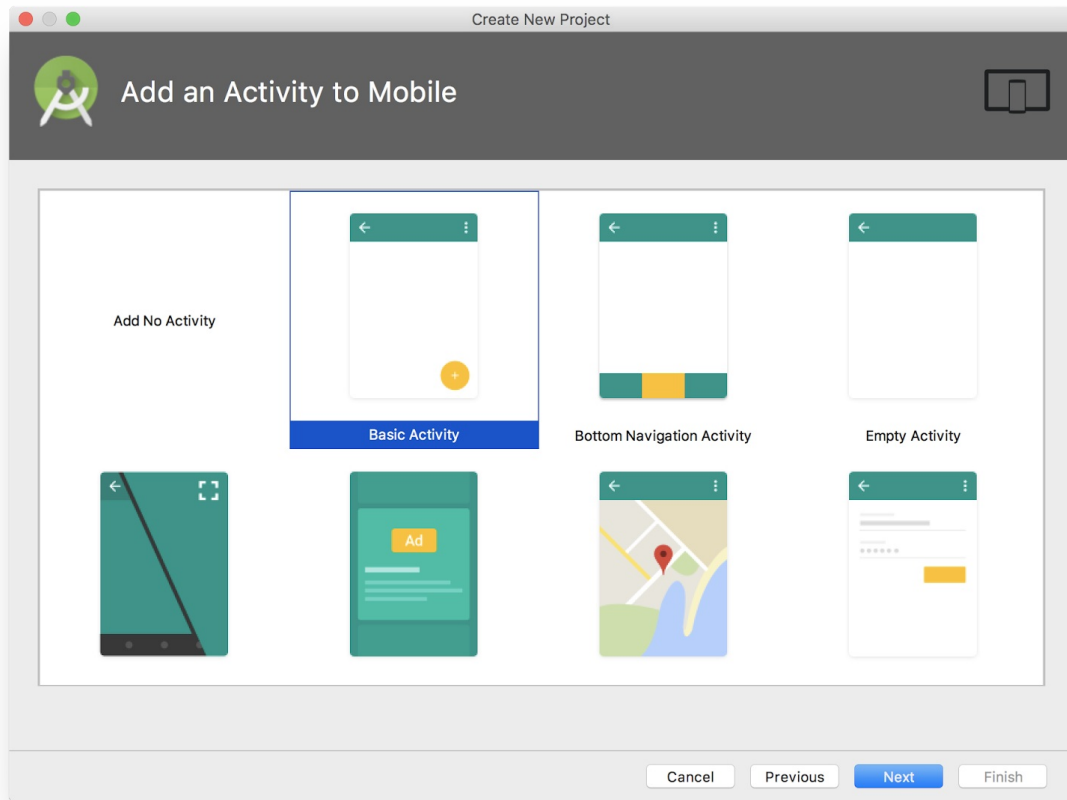 Create New Project
Add an Activity to Mobile
Add No Activity
Basic Activity
Bottom Navigation Activity
Empty Activity
Ad
Cancel
Previous
Next
Finish